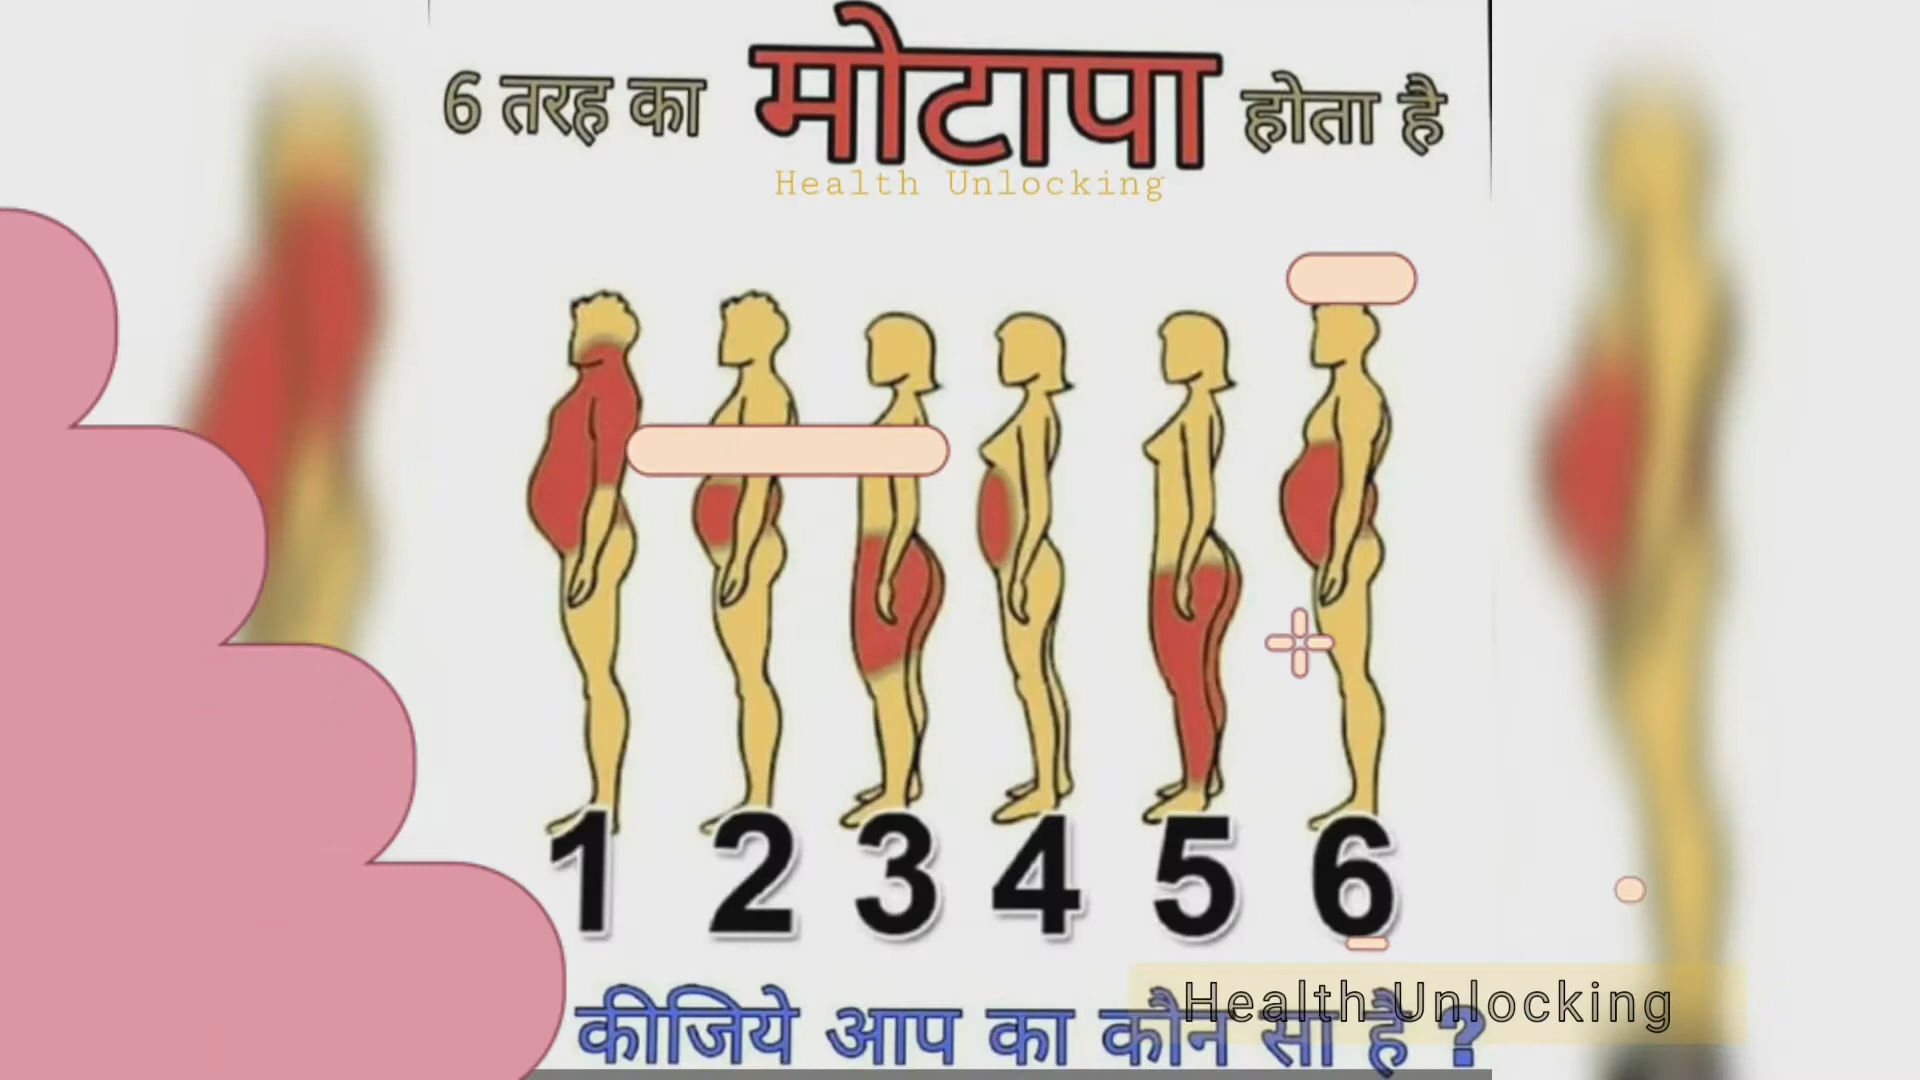 6 तरह का मोटापा होता है
Health Unlocking
1 2 3 4 5 6
कीजिये आप का कौन सा है ?
Health Unlocking